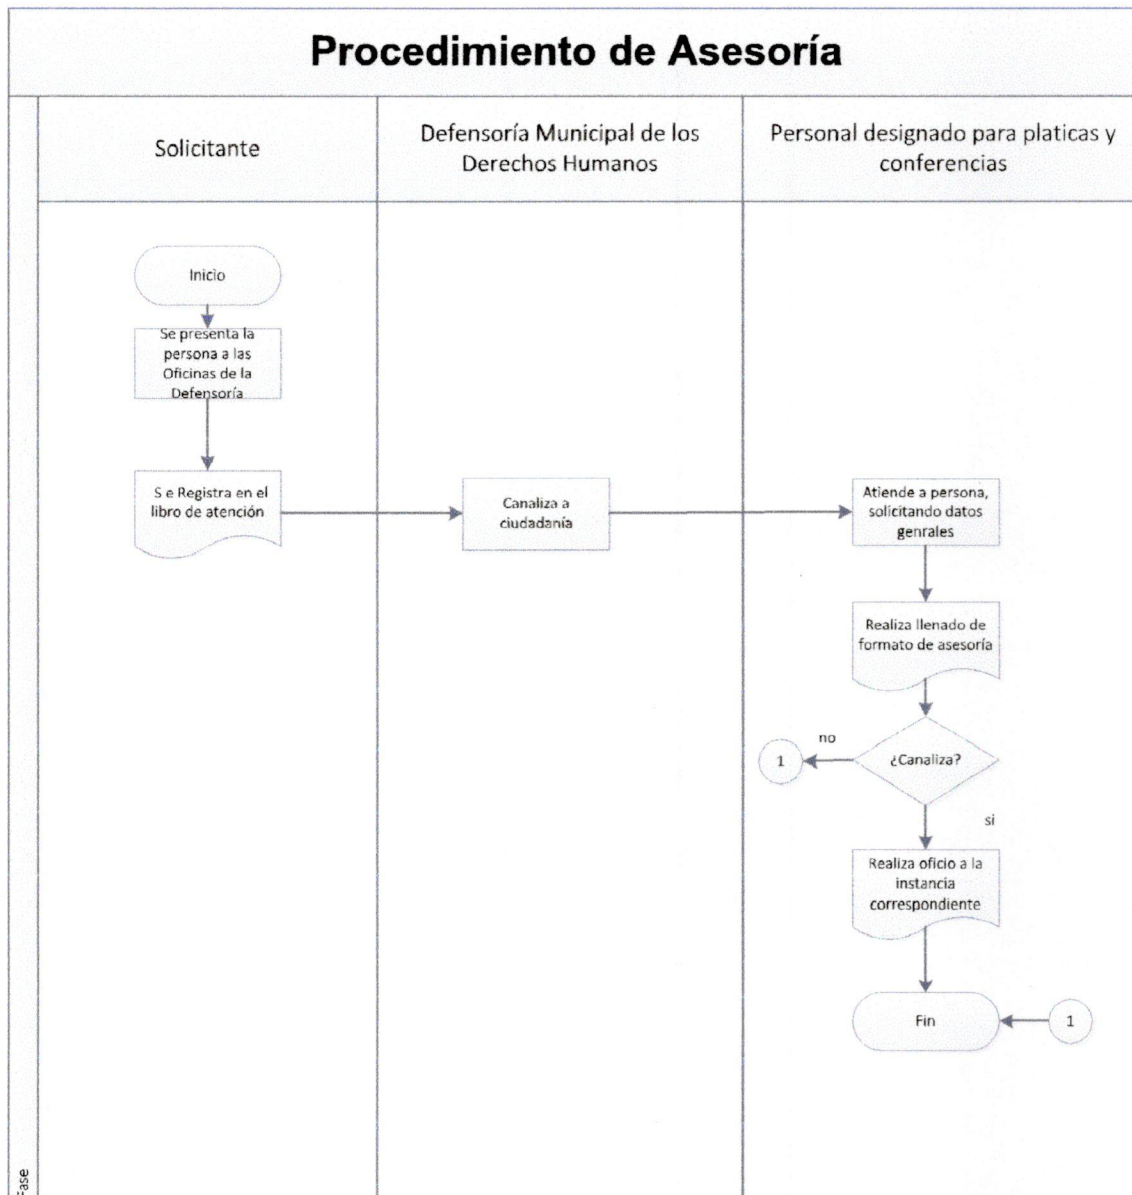 Procedimiento de Asesoría
Solicitante
Defensoría Municipal de los
Derechos Humanos
Personal designado para platicas y
conferencias
Inicio
Se presenta la
persona a las
Oficinas de la
Defensoría
S e Registra en el
libro de atención
Canaliza a
ciudadanía
Atiende a persona,
solicitando datos
genrales
Realiza llenado de
formato de asesoría
¿Canaliza?
no
1
si
Realiza oficio a la
instancia
correspondiente
Fin
1
Fase